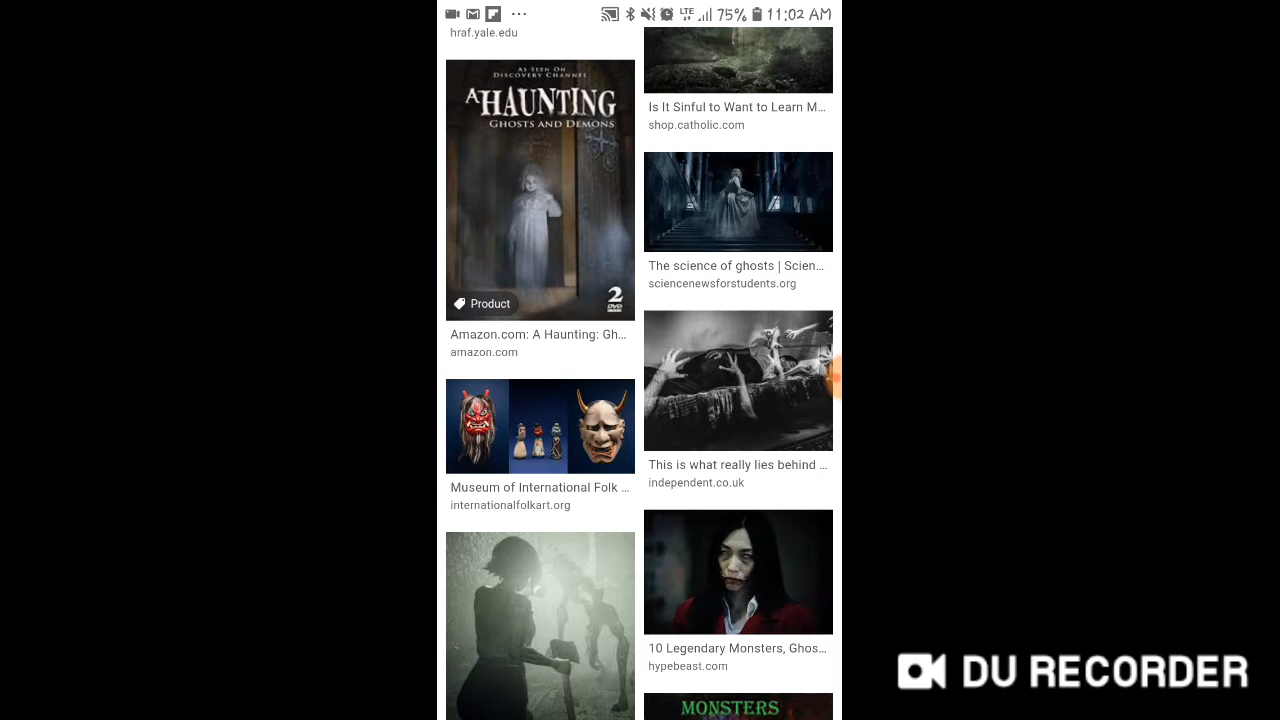 75% 11:02 AM
LTE
hraf.yale.edu
AS SEEN ON
DISCOVERY CHANNEL
A HAUNTING
GHOSTS AND DEMONS
2
DVD
Product
Amazon.com: A Haunting: Gh...
amazon.com
Museum of International Folk ...
internationalfolkart.org
Is It Sinful to Want to Learn M...
shop.catholic.com
The science of ghosts | Scien...
sciencenewsforstudents.org
This is what really lies behind ...
independent.co.uk
10 Legendary Monsters, Ghos...
hypebeast.com
MONSTERS
DU RECORDER